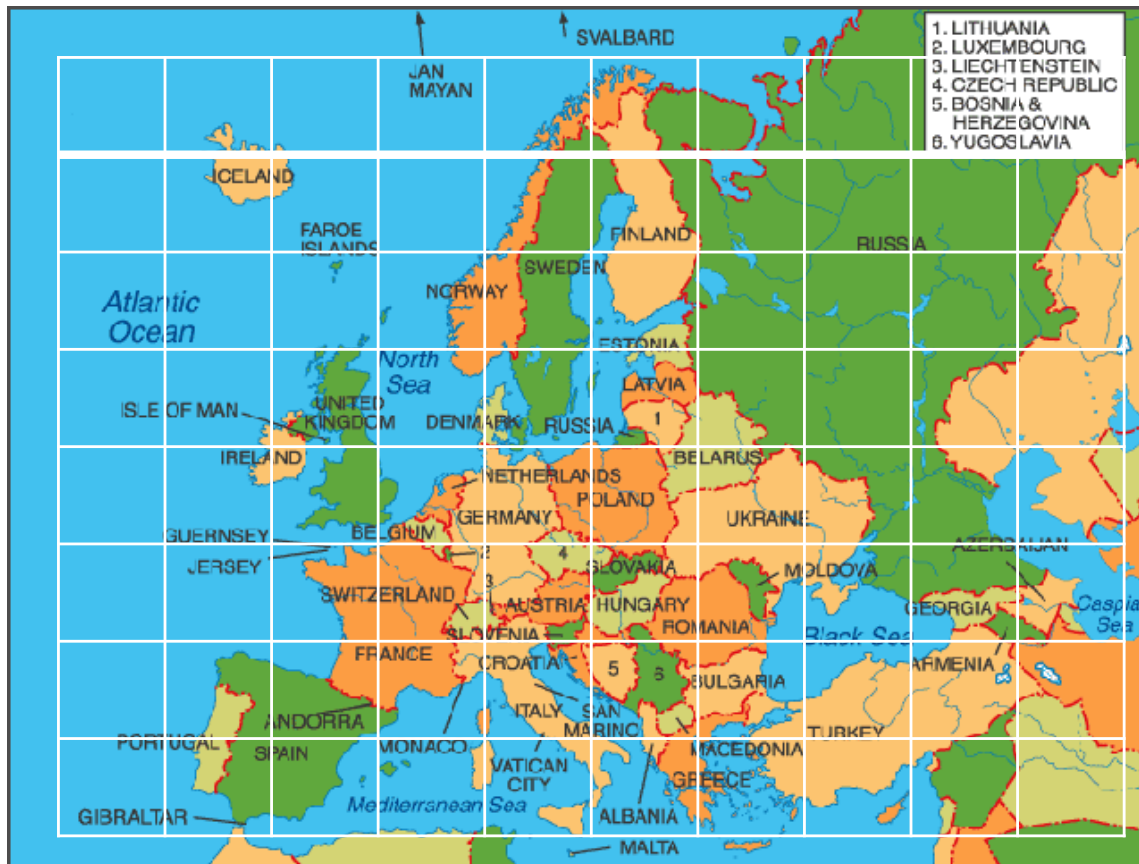 SVALBARD
JAN
MAYAN
1. LITHUANIA
2. LUXEMBOURG
3. LIECHTENSTEIN
4. CZECH REPUBLIC
5. BOSNIA &
HERZEGOVINA
6. YUGOSLAVIA
ICELAND
FAROE
ISLANDS
FINLAND
RUSSIA
SWEDEN
NORWAY
Atlantic
Ocean
ESTONIA
North
Sea
LATVIA
ISLE OF MAN
UNITED
KINGDOM
DENMARK
RUSSIA
1
IRELAND
BELARUS
NETHERLANDS
POLAND
GERMANY
UKRAINE
GUERNSEY
BELGIUM
JERSEY
2
4
SLOVAKIA
MOLDOVA
AZERBAIJAN
SWITZERLAND
3
AUSTRIA
HUNGARY
GEORGIA
Caspia
Sea
SLOVENIA
ROMANIA
Black Sea
FRANCE
CROATIA
5
6
BULGARIA
ARMENIA
ANDORRA
ITALY
SAN
MARINO
TURKEY
PORTUGAL
SPAIN
MONACO
VATICAN
CITY
MACEDONIA
GREECE
Mediterranean Sea
GIBRALTAR
ALBANIA
MALTA